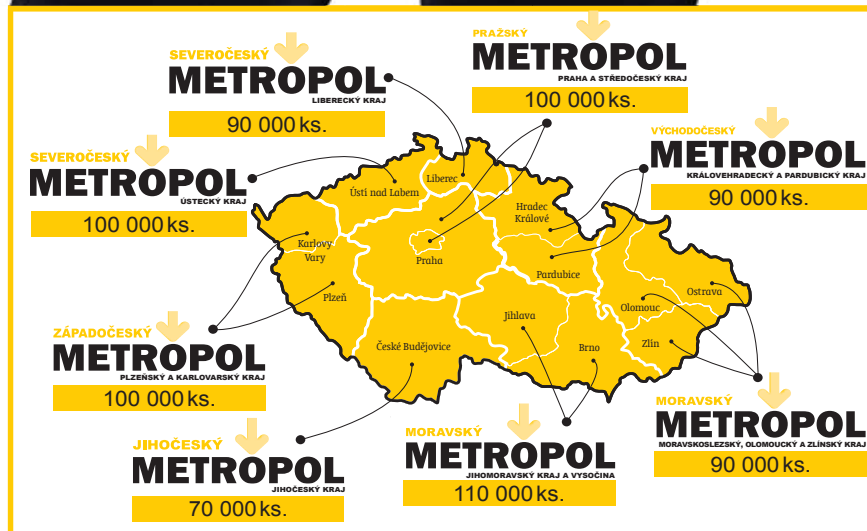 SEVEROČESKÝ
METROPOL
LIBERECKÝ KRAJ
90 000 ks.
PRAŽSKÝ
METROPOL
PRAHA A STŘEDOČESKÝ KRAJ
100 000 ks.
SEVEROČESKÝ
METROPOL
ÚSTECKÝ KRAJ
100 000 ks.
VÝCHODOČESKÝ
METROPOL
KRÁLOVEHRADECKÝ A PARDUBICKÝ KRAJ
90 000 ks.
Ústí nad Labem
Liberec
Hradec
Králové
Karlovy
Vary
Praha
Pardubice
Plzeň
Olomouc
Ostrava
Jihlava
České Budějovice
Brno
Zlín
ZÁPADOČESKÝ
METROPOL
PLZEŇSKÝ A KARLOVARSKÝ KRAJ
100 000 ks.
JIHOČESKÝ
METROPOL
JIHOČESKÝ KRAJ
70 000 ks.
MORAVSKÝ
METROPOL
JIHOMORAVSKÝ KRAJ A VYSOČINA
110 000 ks.
MORAVSKÝ
METROPOL
MORAVSKOSLEZSKÝ, OLOMOUCKÝ A ZLÍNSKÝ KRAJ
90 000 ks.